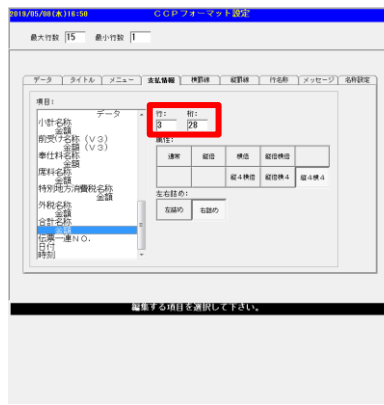 2019/05/08(水)16:50 CCPフォーマット設定
最大行数 15 最小行数 1
データ タイトル メニュー 支払情報 横罫線 縦罫線 行名称 メッセージ 名称設定
項目:
データ
小計名称
金額
前受け名称(V3)
金額(V3)
奉仕料名称
金額
席料名称
金額
特別地方消費税名称
金額
外税名称
金額
合計名称
金額
伝票一連NO.
日付
時刻
行: 桁:
3 28
属性:
通常 縦倍 横倍 縦倍横倍
縦4横倍 縦倍横4 縦4横4
左右詰め:
左詰め 右詰め
編集する項目を選択して下さい。